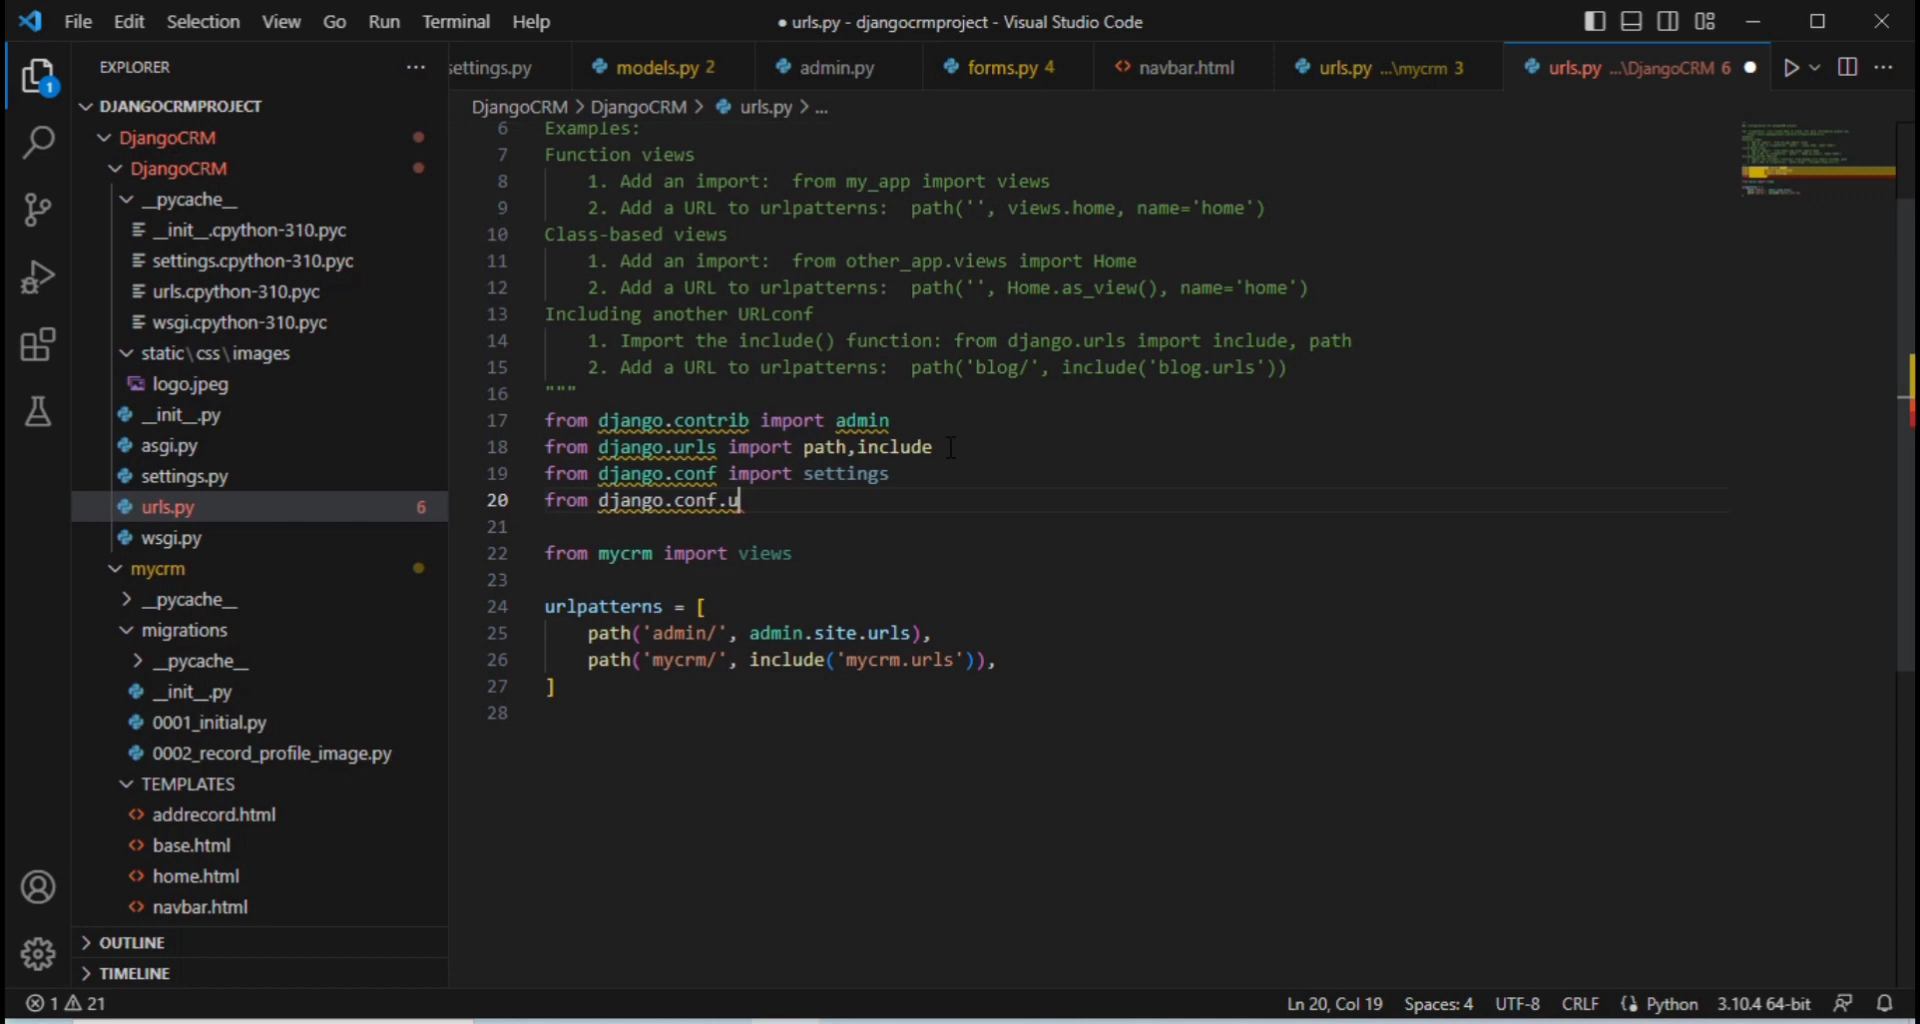 File Edit Selection View Go Run Terminal Help
● urls.py - djangocrmproject - Visual Studio Code
EXPLORER
settings.py
models.py 2
admin.py
forms.py 4
navbar.html
urls.py ...\mycrm 3
urls.py ...\DjangoCRM 6
1
DJANGOCRMPROJECT
DjangoCRM
DjangoCRM
__pycache__
__init__.cpython-310.pyc
settings.cpython-310.pyc
urls.cpython-310.pyc
wsgi.cpython-310.pyc
static\css\images
logo.jpeg
__init__.py
asgi.py
settings.py
urls.py 6
wsgi.py
mycrm
__pycache__
migrations
__pycache__
__init__.py
0001_initial.py
0002_record_profile_image.py
TEMPLATES
addrecord.html
base.html
home.html
navbar.html
OUTLINE
TIMELINE
DjangoCRM > DjangoCRM > urls.py > ...
6 Examples:
7 Function views
8 1. Add an import:  from my_app import views
9 2. Add a URL to urlpatterns:  path('', views.home, name='home')
10 Class-based views
11 1. Add an import:  from other_app.views import Home
12 2. Add a URL to urlpatterns:  path('', Home.as_view(), name='home')
13 Including another URLconf
14 1. Import the include() function: from django.urls import include, path
15 2. Add a URL to urlpatterns:  path('blog/', include('blog.urls'))
16 """
17 from django.contrib import admin
18 from django.urls import path,include
19 from django.conf import settings
20 from django.conf.u
21
22 from mycrm import views
23
24 urlpatterns = [
25 path('admin/', admin.site.urls),
26 path('mycrm/', include('mycrm.urls')),
27 ]
28
1 21
Ln 20, Col 19 Spaces: 4 UTF-8 CRLF Python 3.10.4 64-bit